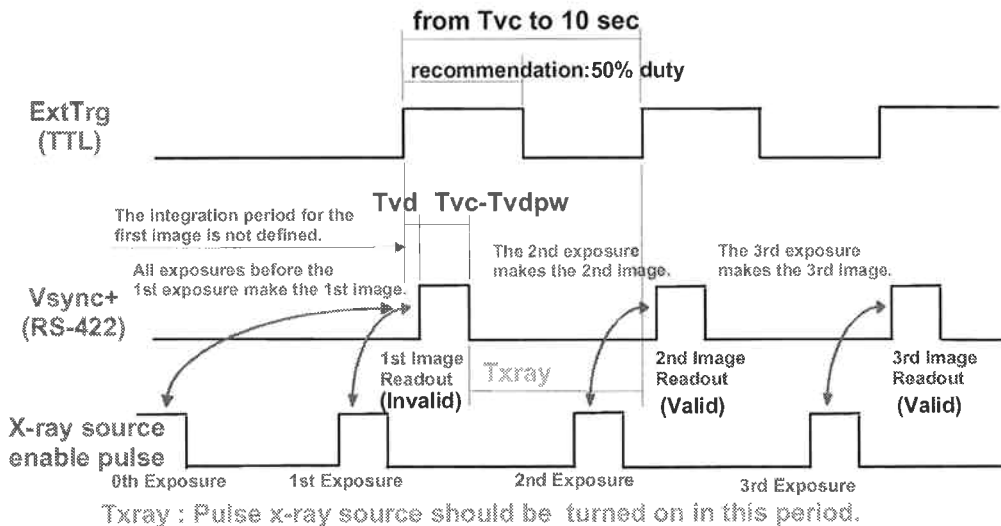 from Tvc to 10 sec
recommendation:50% duty
ExtTrg
(TTL)
Tvd Tvc-Tvdpw
The integration period for the
first image is not defined.
All exposures before the
1st exposure make the 1st image.
The 2nd exposure
makes the 2nd image.
The 3rd exposure
makes the 3rd image.
Vsync+
(RS-422)
1st Image
Readout
(Invalid)
Txray
2nd Image
Readout
(Valid)
3rd Image
Readout
(Valid)
X-ray source
enable pulse
0th Exposure
1st Exposure
2nd Exposure
3rd Exposure
Txray : Pulse x-ray source should be turned on in this period.